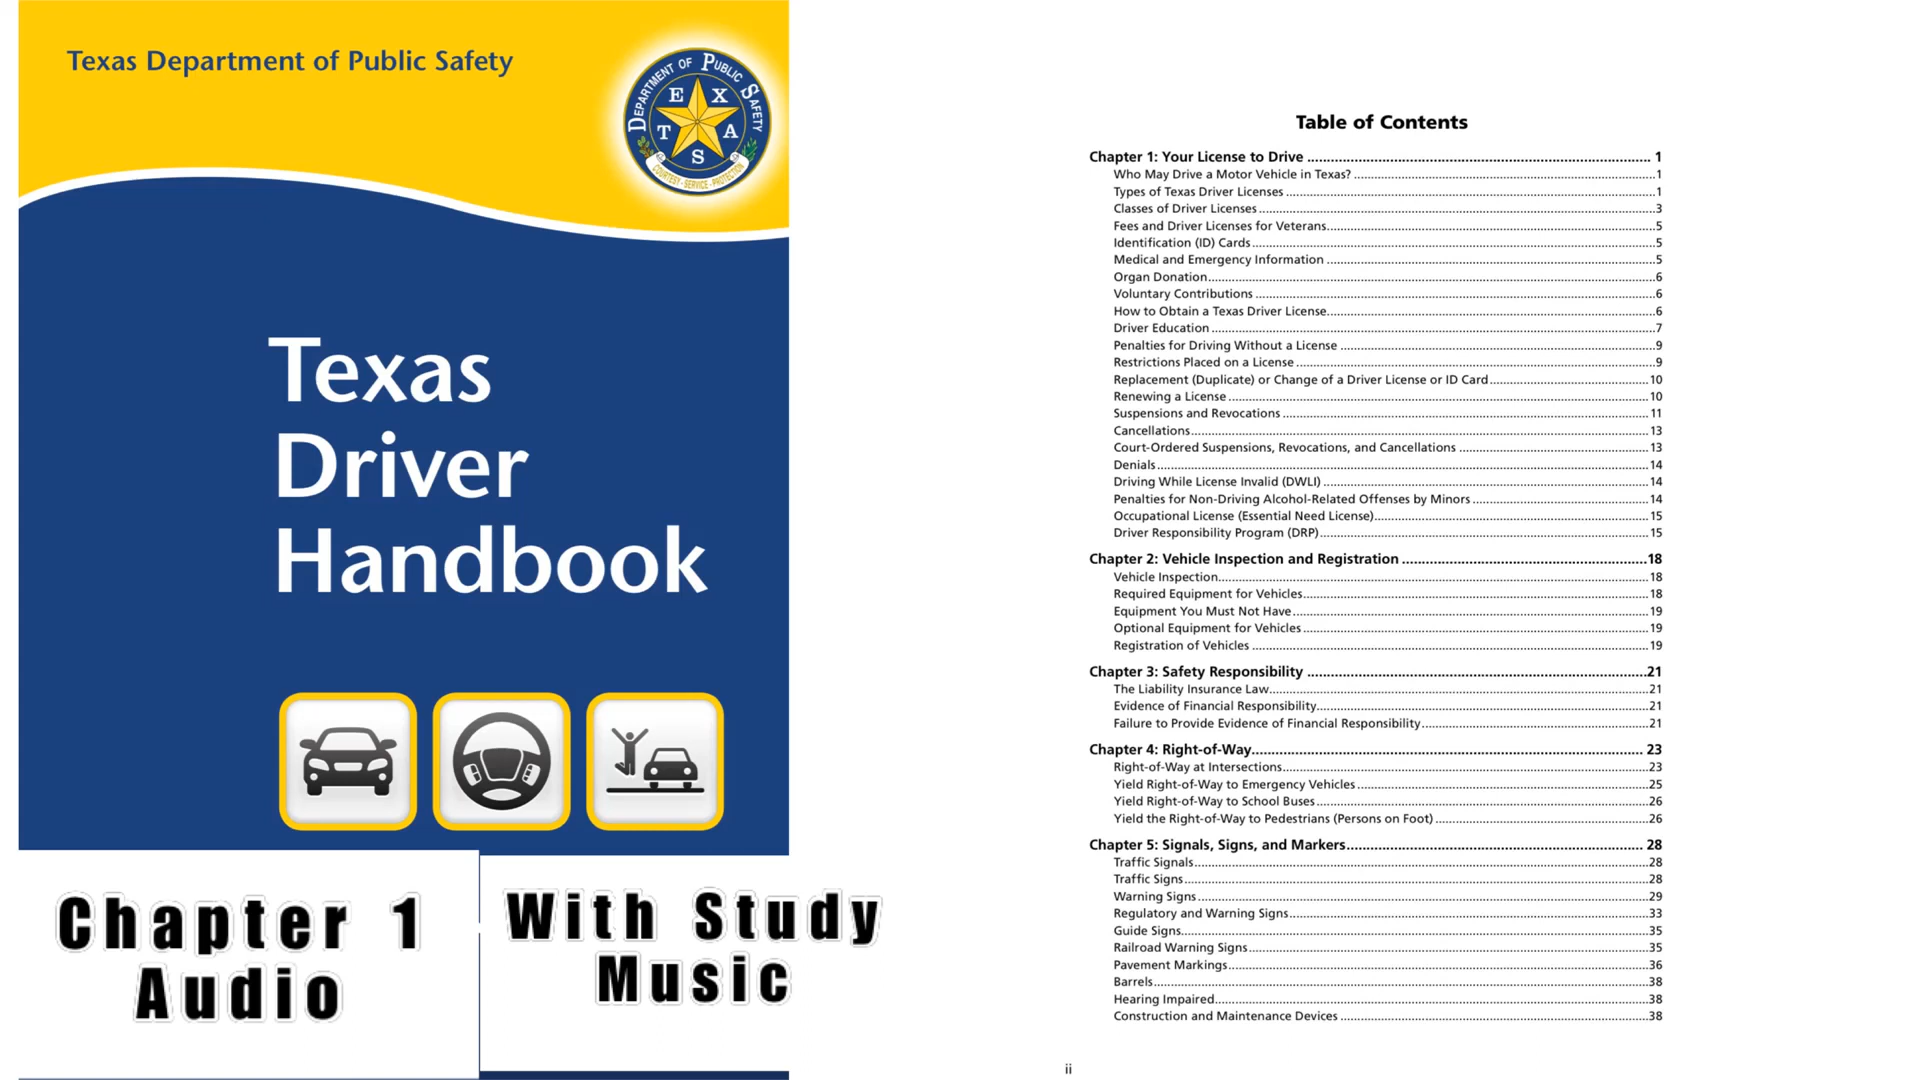 Texas Department of Public Safety
DEPARTMENT OF PUBLIC SAFETY
TEXAS
COURTESY - SERVICE - PROTECTION
Texas
Driver
Handbook
Chapter 1
Audio
With Study
Music
Table of Contents
Chapter 1: Your License to Drive ... 1
Who May Drive a Motor Vehicle in Texas? ... 1
Types of Texas Driver Licenses ... 1
Classes of Driver Licenses ... 3
Fees and Driver Licenses for Veterans ... 5
Identification (ID) Cards ... 5
Medical and Emergency Information ... 5
Organ Donation ... 6
Voluntary Contributions ... 6
How to Obtain a Texas Driver License ... 6
Driver Education ... 7
Penalties for Driving Without a License ... 9
Restrictions Placed on a License ... 9
Replacement (Duplicate) or Change of a Driver License or ID Card ... 10
Renewing a License ... 10
Suspensions and Revocations ... 11
Cancellations ... 13
Court-Ordered Suspensions, Revocations, and Cancellations ... 13
Denials ... 14
Driving While License Invalid (DWLI) ... 14
Penalties for Non-Driving Alcohol-Related Offenses by Minors ... 14
Occupational License (Essential Need License) ... 15
Driver Responsibility Program (DRP) ... 15
Chapter 2: Vehicle Inspection and Registration ... 18
Vehicle Inspection ... 18
Required Equipment for Vehicles ... 18
Equipment You Must Not Have ... 19
Optional Equipment for Vehicles ... 19
Registration of Vehicles ... 19
Chapter 3: Safety Responsibility ... 21
The Liability Insurance Law ... 21
Evidence of Financial Responsibility ... 21
Failure to Provide Evidence of Financial Responsibility ... 21
Chapter 4: Right-of-Way ... 23
Right-of-Way at Intersections ... 23
Yield Right-of-Way to Emergency Vehicles ... 25
Yield Right-of-Way to School Buses ... 26
Yield the Right-of-Way to Pedestrians (Persons on Foot) ... 26
Chapter 5: Signals, Signs, and Markers ... 28
Traffic Signals ... 28
Traffic Signs ... 28
Warning Signs ... 29
Regulatory and Warning Signs ... 33
Guide Signs ... 35
Railroad Warning Signs ... 35
Pavement Markings ... 36
Barrels ... 38
Hearing Impaired ... 38
Construction and Maintenance Devices ... 38
ii